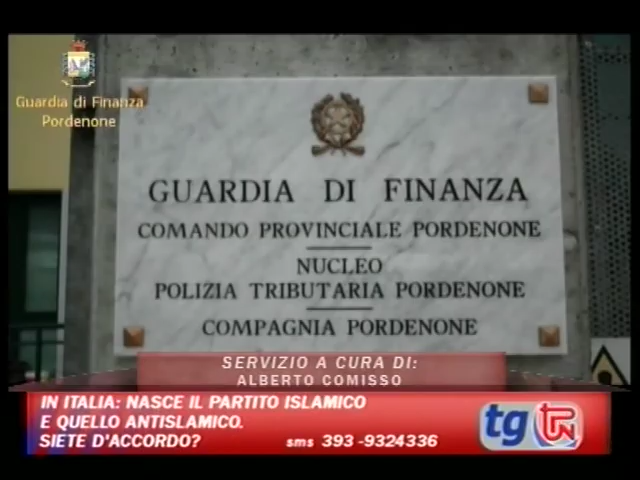 Guardia di Finanza
Pordenone
GUARDIA DI FINANZA
COMANDO PROVINCIALE PORDENONE
NUCLEO
POLIZIA TRIBUTARIA PORDENONE
COMPAGNIA PORDENONE
SERVIZIO A CURA DI:
ALBERTO COMISSO
IN ITALIA: NASCE IL PARTITO ISLAMICO
E QUELLO ANTISLAMICO.
SIETE D'ACCORDO? sms 393 -9324336
tg TPN